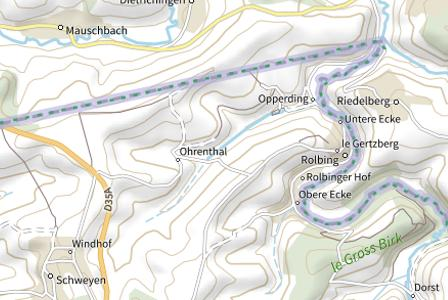 Dietrichingen
Mauschbach
Opperding
Riedelberg
Untere Ecke
le Gertzberg
Ohrenthal
Rolbing
Rolbinger Hof
Obere Ecke
D35A
le Gross Birk
Windhof
Schweyen
Dorst